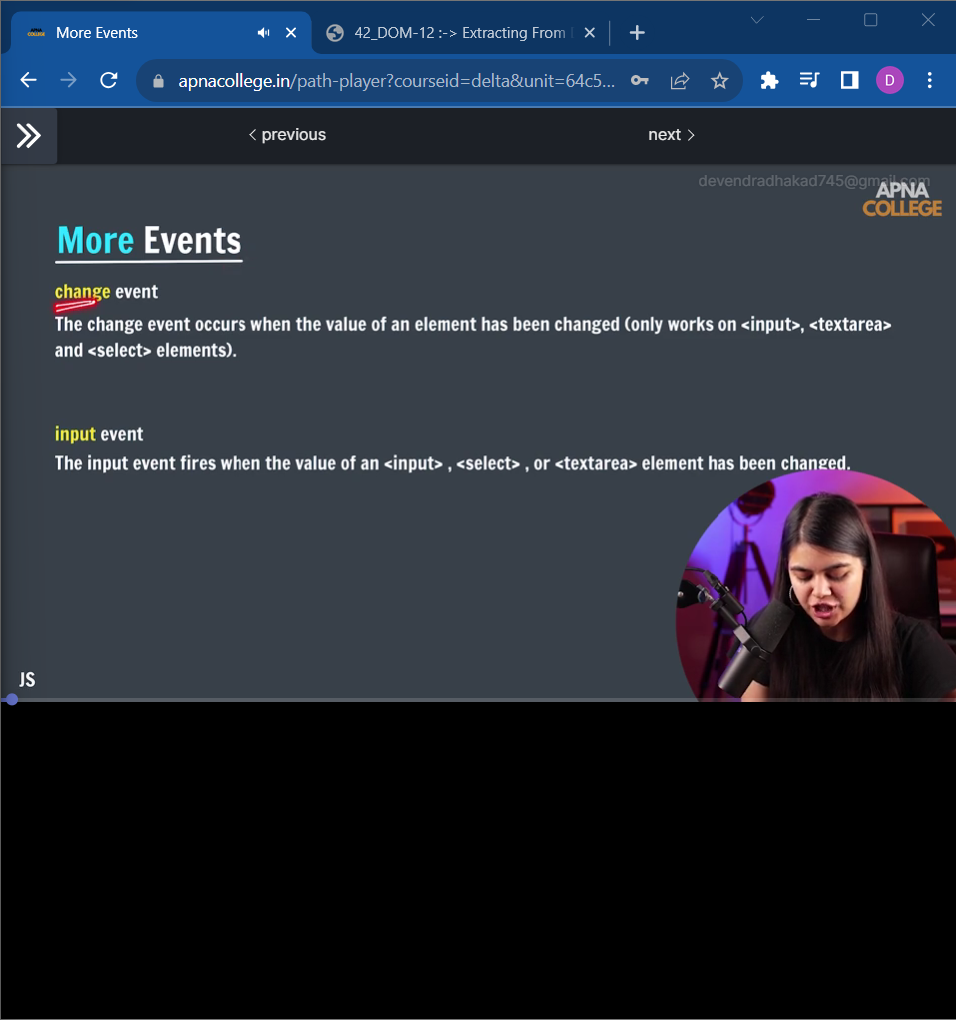 More Events
42_DOM-12 :-> Extracting From
apnacollege.in/path-player?courseid=delta&unit=64c5...
D
< previous
next >
devendradhakad745@gmail.com
APNA
COLLEGE
More Events
change event
The change event occurs when the value of an element has been changed (only works on <input>, <textarea>
and <select> elements).
input event
The input event fires when the value of an <input> , <select> , or <textarea> element has been changed.
JS